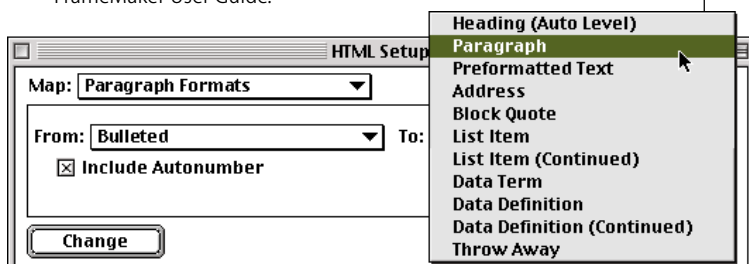 FrameMaker User Guide.
HTML Setup
Map: Paragraph Formats
From: Bulleted To:
Include Autonumber
Change
Heading (Auto Level)
Paragraph
Preformatted Text
Address
Block Quote
List Item
List Item (Continued)
Data Term
Data Definition
Data Definition (Continued)
Throw Away